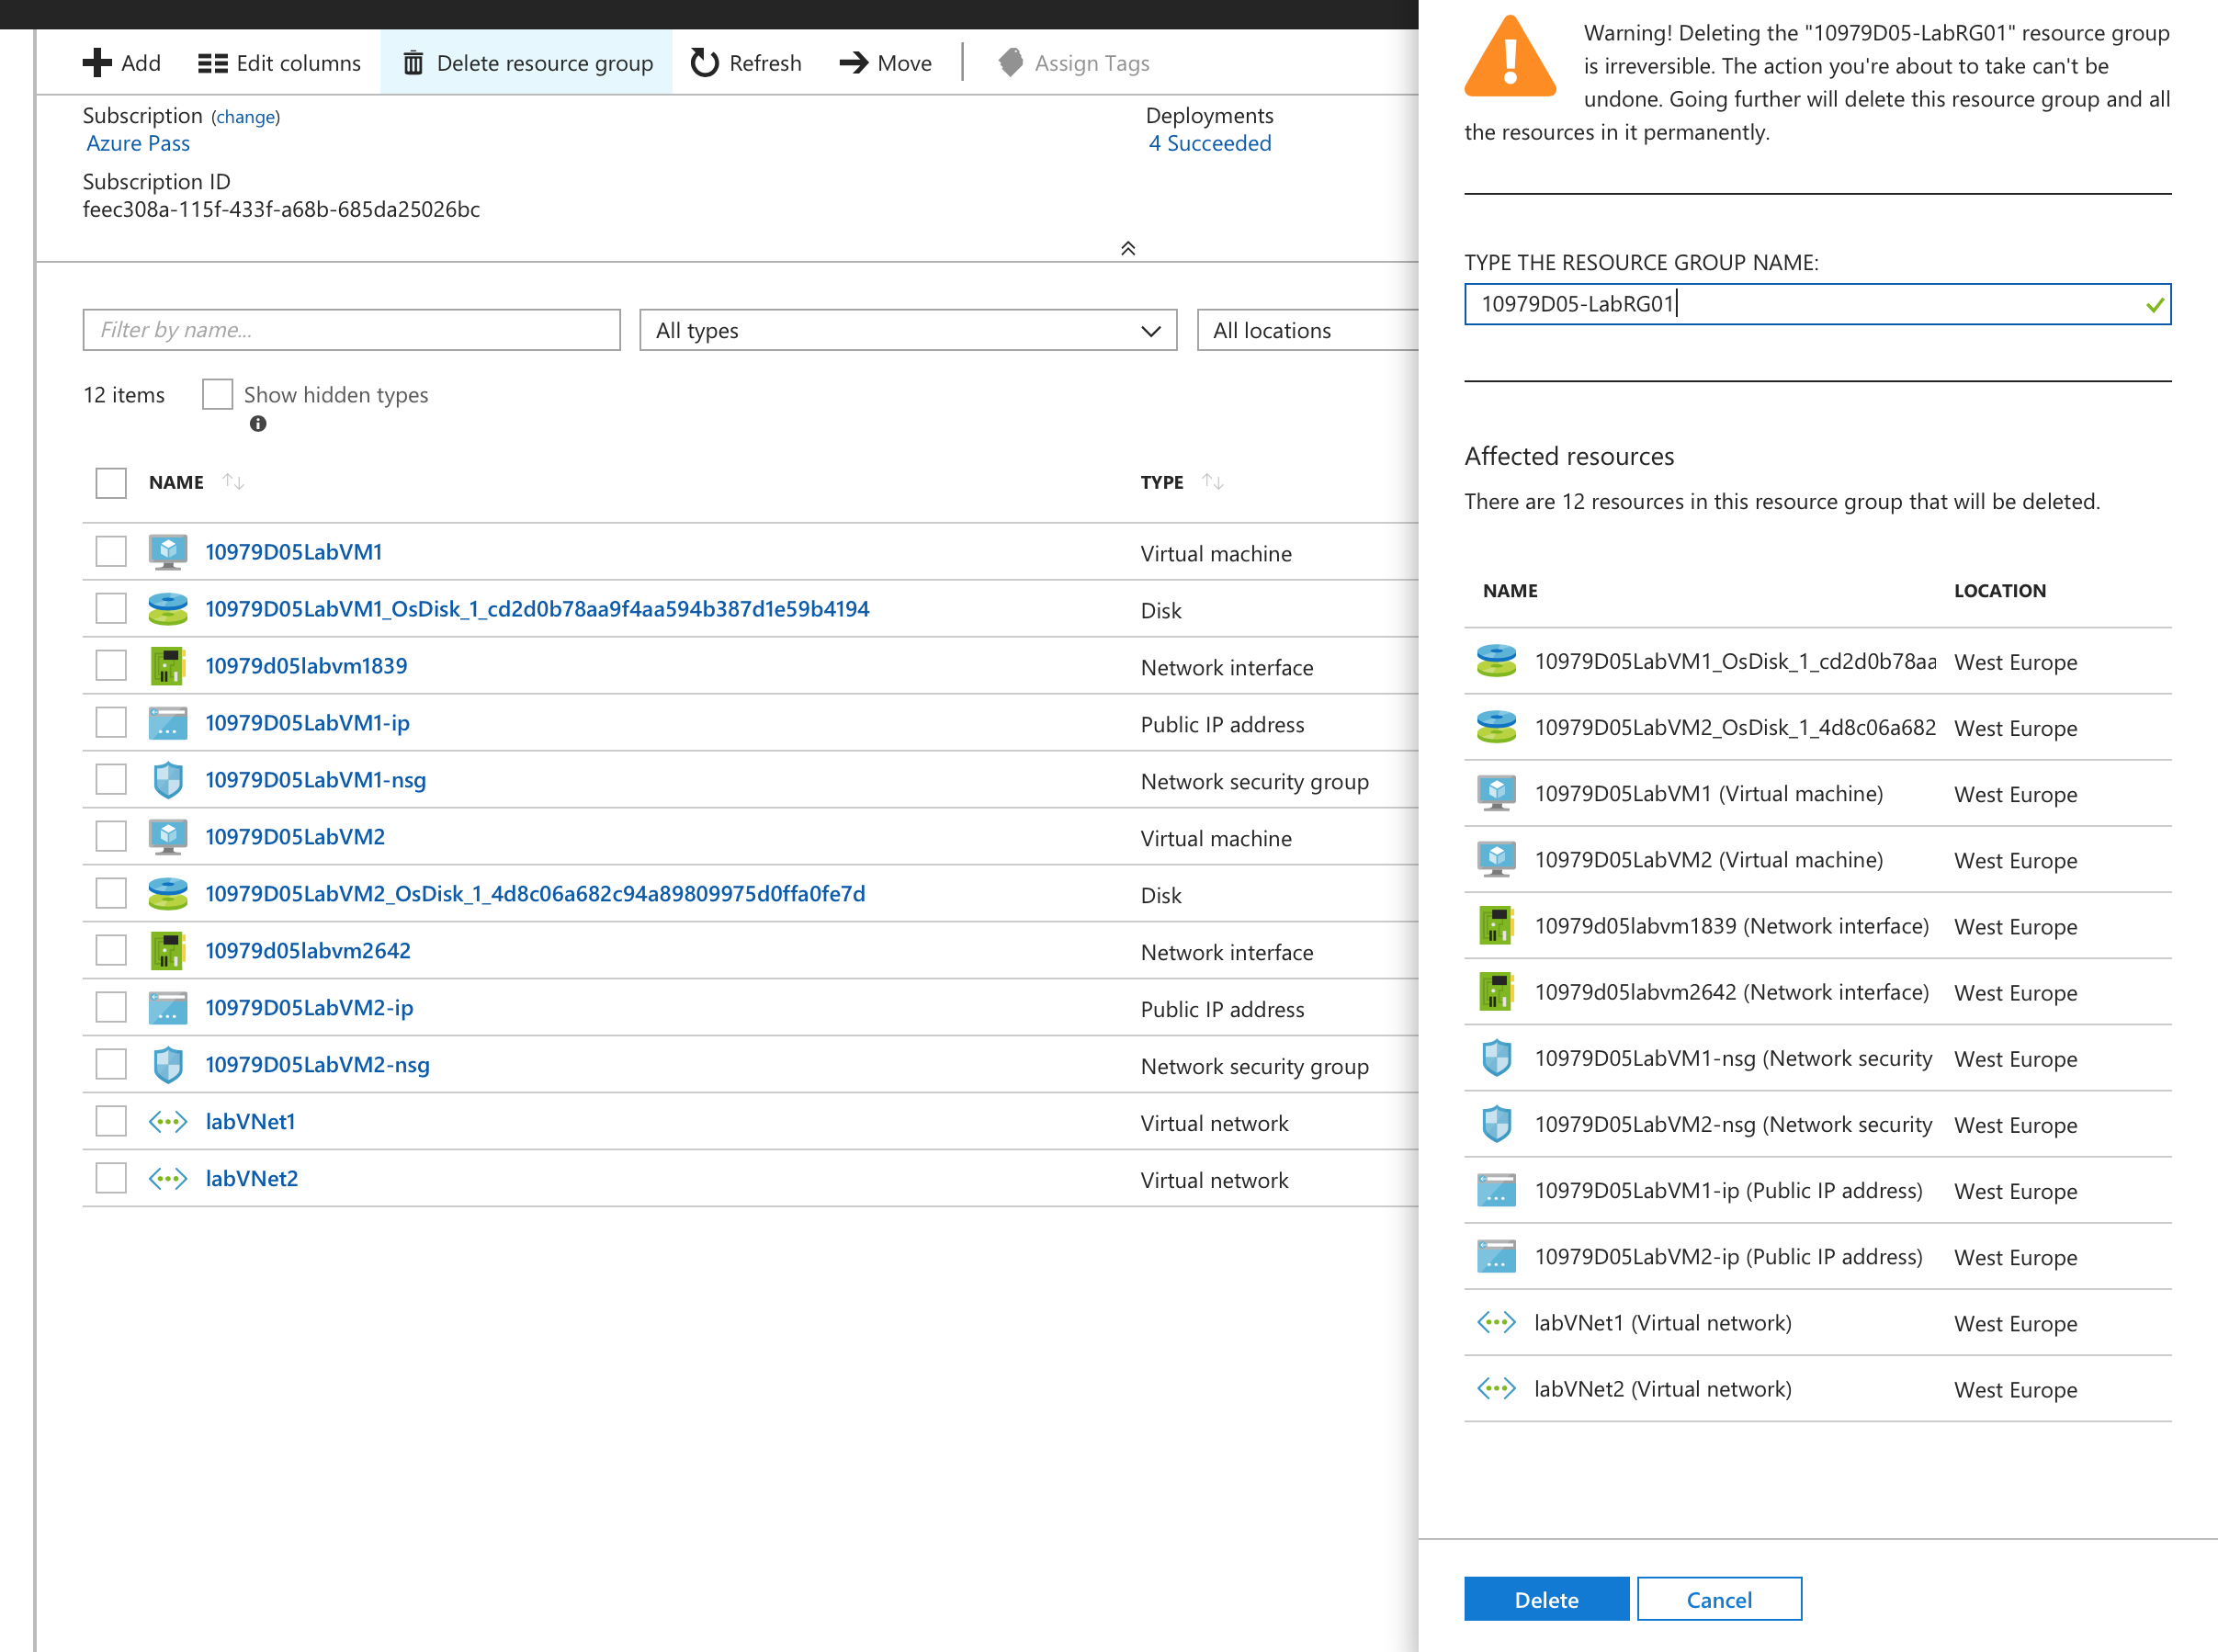 Add
Edit columns
Delete resource group
Refresh
Move
Assign Tags
Subscription (change)
Azure Pass
Deployments
4 Succeeded
Subscription ID
feec308a-115f-433f-a68b-685da25026bc
Filter by name...
All types
All locations
12 items
Show hidden types
NAME
TYPE
10979D05LabVM1
Virtual machine
10979D05LabVM1_OsDisk_1_cd2d0b78aa9f4aa594b387d1e59b4194
Disk
10979d05labvm1839
Network interface
10979D05LabVM1-ip
Public IP address
10979D05LabVM1-nsg
Network security group
10979D05LabVM2
Virtual machine
10979D05LabVM2_OsDisk_1_4d8c06a682c94a89809975d0ffa0fe7d
Disk
10979d05labvm2642
Network interface
10979D05LabVM2-ip
Public IP address
10979D05LabVM2-nsg
Network security group
labVNet1
Virtual network
labVNet2
Virtual network
Warning! Deleting the "10979D05-LabRG01" resource group
is irreversible. The action you're about to take can't be
undone. Going further will delete this resource group and all
the resources in it permanently.
TYPE THE RESOURCE GROUP NAME:
10979D05-LabRG01
Affected resources
There are 12 resources in this resource group that will be deleted.
NAME
LOCATION
10979D05LabVM1_OsDisk_1_cd2d0b78aa
West Europe
10979D05LabVM2_OsDisk_1_4d8c06a682
West Europe
10979D05LabVM1 (Virtual machine)
West Europe
10979D05LabVM2 (Virtual machine)
West Europe
10979d05labvm1839 (Network interface)
West Europe
10979d05labvm2642 (Network interface)
West Europe
10979D05LabVM1-nsg (Network security
West Europe
10979D05LabVM2-nsg (Network security
West Europe
10979D05LabVM1-ip (Public IP address)
West Europe
10979D05LabVM2-ip (Public IP address)
West Europe
labVNet1 (Virtual network)
West Europe
labVNet2 (Virtual network)
West Europe
Delete
Cancel